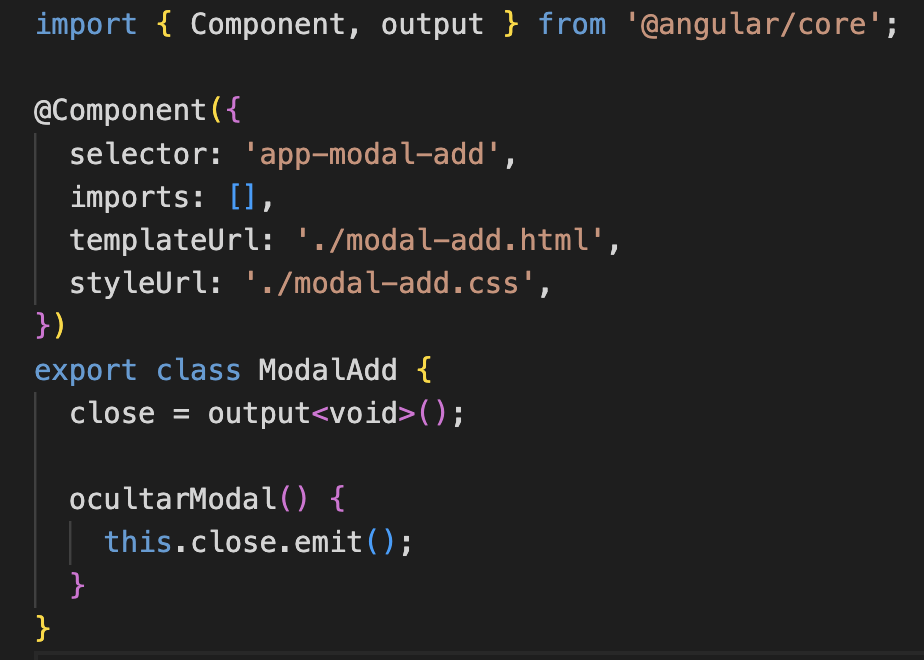 import { Component, output } from '@angular/core';
@Component({
selector: 'app-modal-add',
imports: [],
templateUrl: './modal-add.html',
styleUrl: './modal-add.css',
})
export class ModalAdd {
close = output<void>();
ocultarModal() {
this.close.emit();
}
}